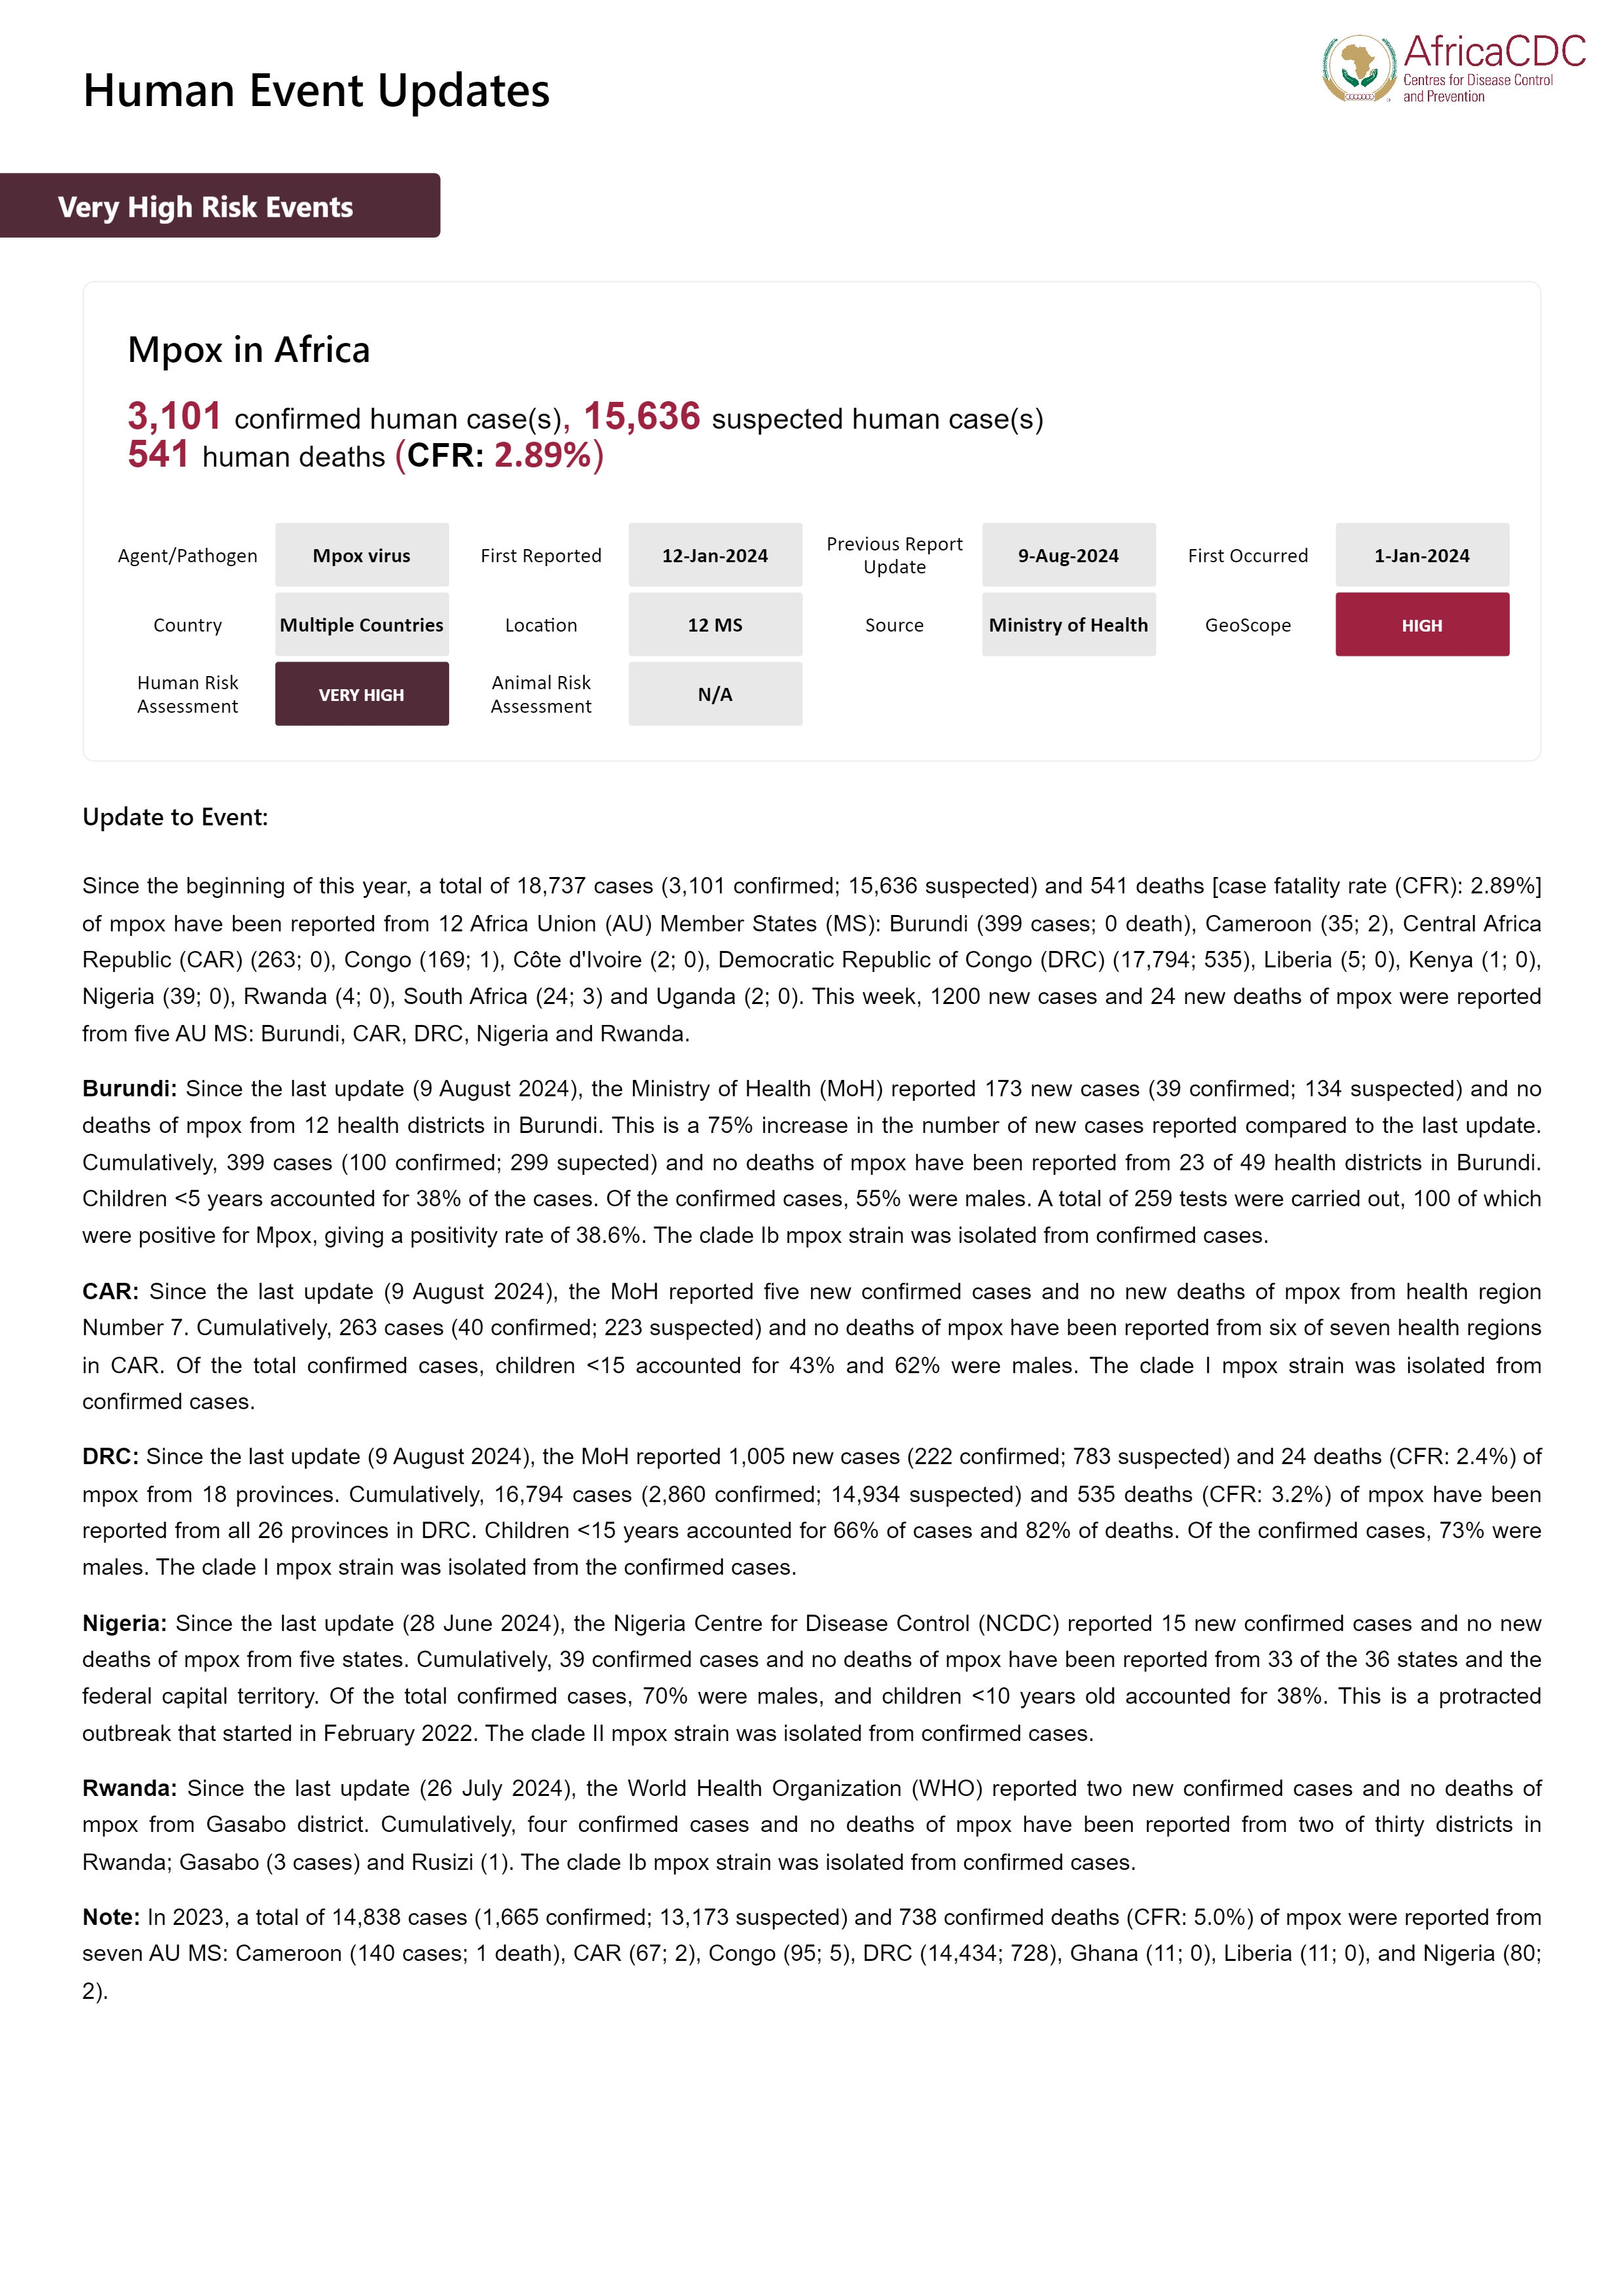 AfricaCDC
Centres for Disease Control
and Prevention
Human Event Updates
Very High Risk Events
Mpox in Africa
3,101 confirmed human case(s), 15,636 suspected human case(s)
541 human deaths (CFR: 2.89%)
Agent/Pathogen Mpox virus First Reported 12-Jan-2024 Previous Report Update 9-Aug-2024 First Occurred 1-Jan-2024
Country Multiple Countries Location 12 MS Source Ministry of Health GeoScope HIGH
Human Risk Assessment VERY HIGH Animal Risk Assessment N/A
Update to Event:
Since the beginning of this year, a total of 18,737 cases (3,101 confirmed; 15,636 suspected) and 541 deaths [case fatality rate (CFR): 2.89%]
of mpox have been reported from 12 Africa Union (AU) Member States (MS): Burundi (399 cases; 0 death), Cameroon (35; 2), Central Africa
Republic (CAR) (263; 0), Congo (169; 1), Côte d'Ivoire (2; 0), Democratic Republic of Congo (DRC) (17,794; 535), Liberia (5; 0), Kenya (1; 0),
Nigeria (39; 0), Rwanda (4; 0), South Africa (24; 3) and Uganda (2; 0). This week, 1200 new cases and 24 new deaths of mpox were reported
from five AU MS: Burundi, CAR, DRC, Nigeria and Rwanda.
Burundi: Since the last update (9 August 2024), the Ministry of Health (MoH) reported 173 new cases (39 confirmed; 134 suspected) and no
deaths of mpox from 12 health districts in Burundi. This is a 75% increase in the number of new cases reported compared to the last update.
Cumulatively, 399 cases (100 confirmed; 299 supected) and no deaths of mpox have been reported from 23 of 49 health districts in Burundi.
Children <5 years accounted for 38% of the cases. Of the confirmed cases, 55% were males. A total of 259 tests were carried out, 100 of which
were positive for Mpox, giving a positivity rate of 38.6%. The clade Ib mpox strain was isolated from confirmed cases.
CAR: Since the last update (9 August 2024), the MoH reported five new confirmed cases and no new deaths of mpox from health region
Number 7. Cumulatively, 263 cases (40 confirmed; 223 suspected) and no deaths of mpox have been reported from six of seven health regions
in CAR. Of the total confirmed cases, children <15 accounted for 43% and 62% were males. The clade I mpox strain was isolated from
confirmed cases.
DRC: Since the last update (9 August 2024), the MoH reported 1,005 new cases (222 confirmed; 783 suspected) and 24 deaths (CFR: 2.4%) of
mpox from 18 provinces. Cumulatively, 16,794 cases (2,860 confirmed; 14,934 suspected) and 535 deaths (CFR: 3.2%) of mpox have been
reported from all 26 provinces in DRC. Children <15 years accounted for 66% of cases and 82% of deaths. Of the confirmed cases, 73% were
males. The clade I mpox strain was isolated from the confirmed cases.
Nigeria: Since the last update (28 June 2024), the Nigeria Centre for Disease Control (NCDC) reported 15 new confirmed cases and no new
deaths of mpox from five states. Cumulatively, 39 confirmed cases and no deaths of mpox have been reported from 33 of the 36 states and the
federal capital territory. Of the total confirmed cases, 70% were males, and children <10 years old accounted for 38%. This is a protracted
outbreak that started in February 2022. The clade II mpox strain was isolated from confirmed cases.
Rwanda: Since the last update (26 July 2024), the World Health Organization (WHO) reported two new confirmed cases and no deaths of
mpox from Gasabo district. Cumulatively, four confirmed cases and no deaths of mpox have been reported from two of thirty districts in
Rwanda; Gasabo (3 cases) and Rusizi (1). The clade Ib mpox strain was isolated from confirmed cases.
Note: In 2023, a total of 14,838 cases (1,665 confirmed; 13,173 suspected) and 738 confirmed deaths (CFR: 5.0%) of mpox were reported from
seven AU MS: Cameroon (140 cases; 1 death), CAR (67; 2), Congo (95; 5), DRC (14,434; 728), Ghana (11; 0), Liberia (11; 0), and Nigeria (80;
2).